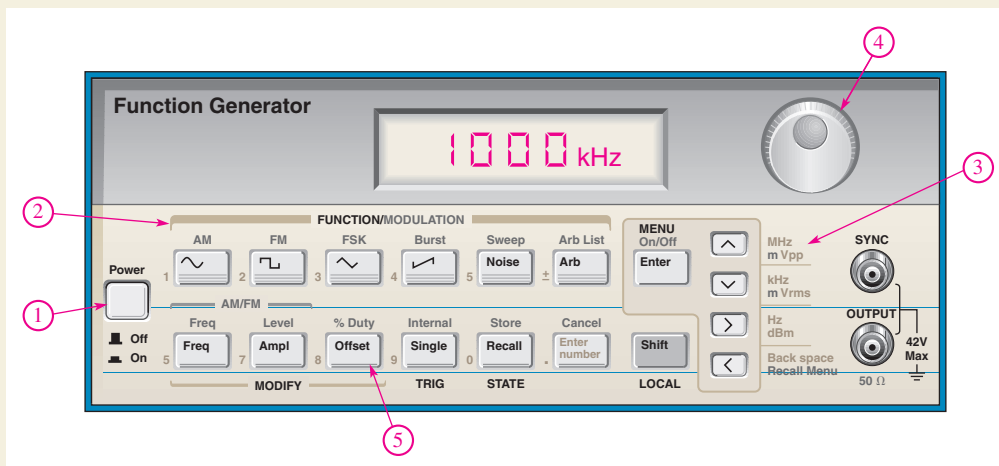 4
Function Generator
1000 kHz
3
2
FUNCTION/MODULATION
MENU
On/Off
AM FM FSK Burst Sweep Arb List
MHz
m Vpp
SYNC
1 2 3 4 5 Noise ± Arb
Enter
Power
kHz
m Vrms
1
AM/FM
Hz
dBm
OUTPUT
Freq Level % Duty Internal Store Cancel
Off
On
5 Freq 7 Ampl 8 Offset 9 Single 0 Recall . Enter number
Shift
42V
Max
Back space
Recall Menu
50 Ω
MODIFY TRIG STATE LOCAL
5